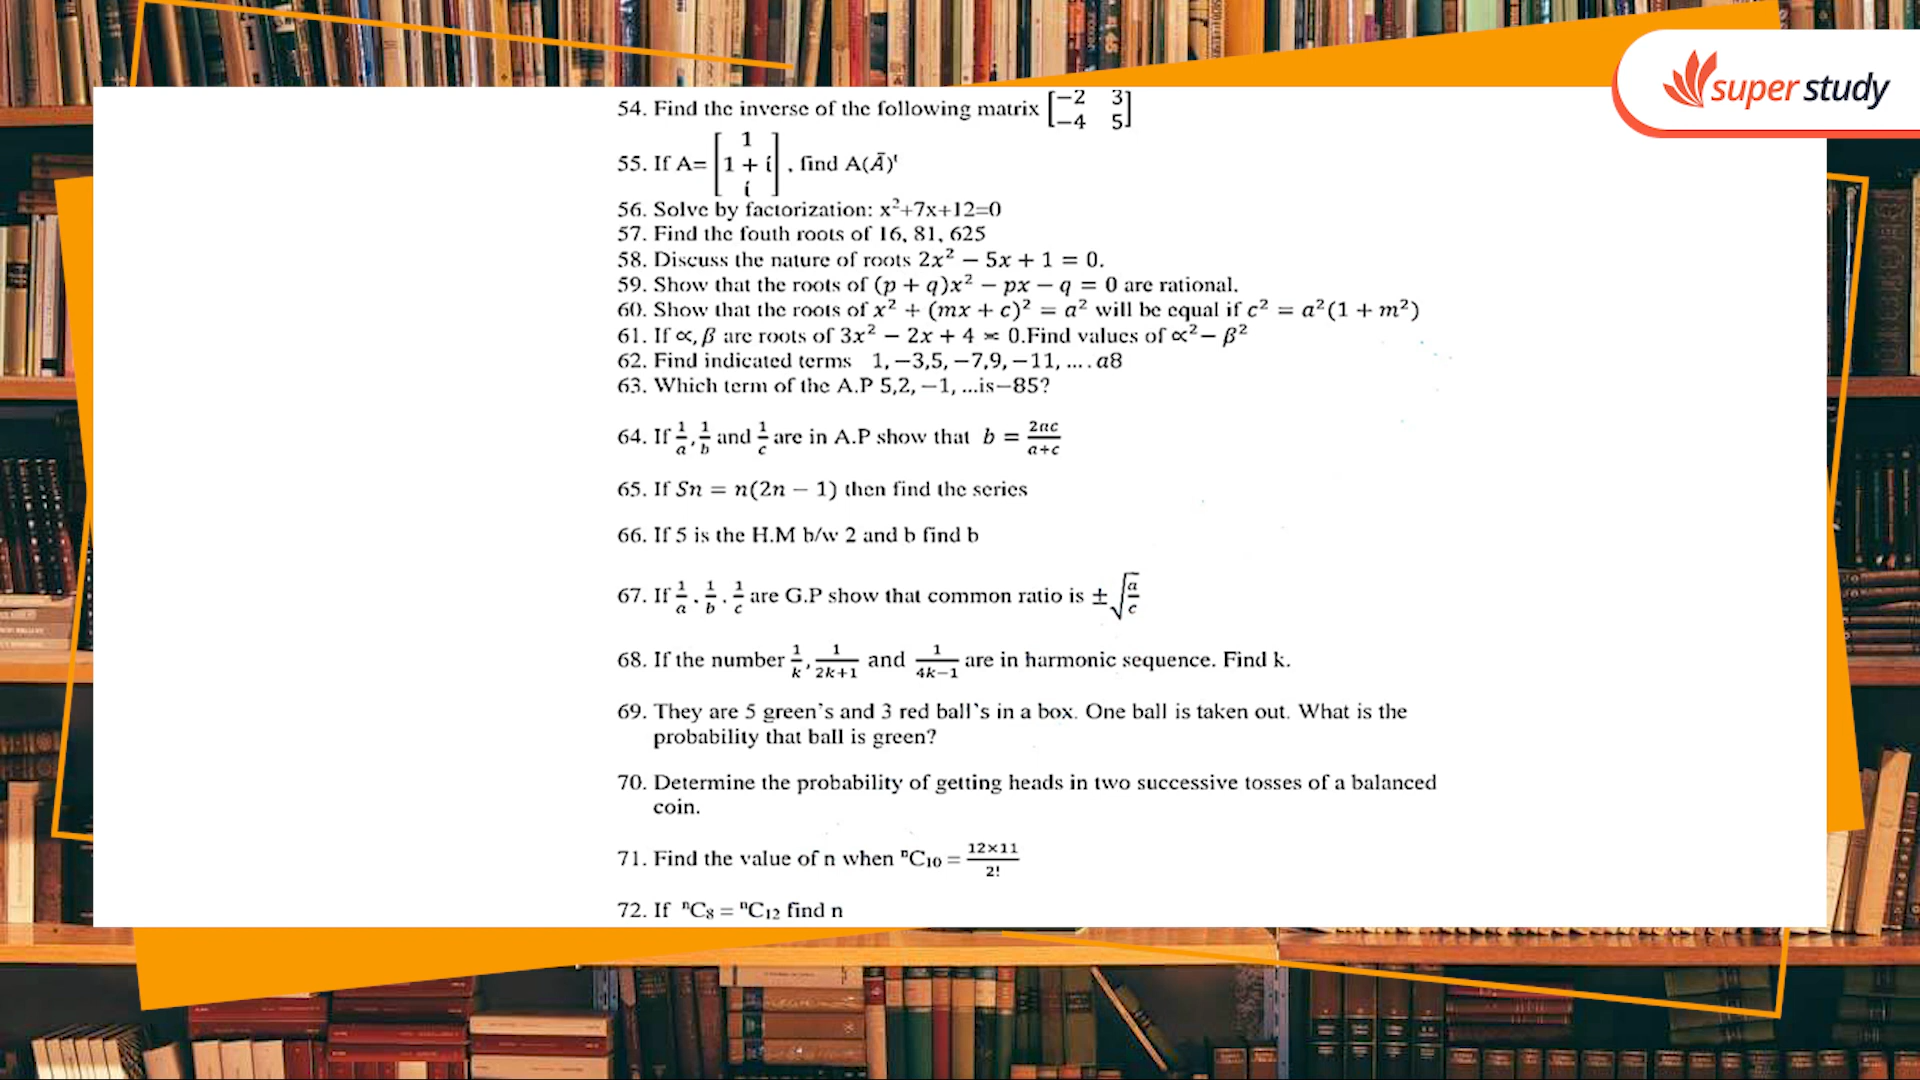 super study
54. Find the inverse of the following matrix [−2 3 −4 5]
55. If A= [1 1 + i i] , find A(Ā)ᵗ
56. Solve by factorization: x²+7x+12=0
57. Find the fouth roots of 16, 81, 625
58. Discuss the nature of roots 2x² − 5x + 1 = 0.
59. Show that the roots of (p + q)x² − px − q = 0 are rational.
60. Show that the roots of x² + (mx + c)² = a² will be equal if c² = a²(1 + m²)
61. If ∝, β are roots of 3x² − 2x + 4 = 0.Find values of ∝² − β²
62. Find indicated terms 1, −3,5, −7,9, −11, .... a8
63. Which term of the A.P 5,2, −1, ...is−85?
64. If 1/a, 1/b and 1/c are in A.P show that b = 2ac/a+c
65. If Sn = n(2n − 1) then find the series
66. If 5 is the H.M b/w 2 and b find b
67. If 1/a . 1/b . 1/c are G.P show that common ratio is ±√a/c
68. If the number 1/k, 1/2k+1 and 1/4k−1 are in harmonic sequence. Find k.
69. They are 5 green's and 3 red ball's in a box. One ball is taken out. What is the
probability that ball is green?
70. Determine the probability of getting heads in two successive tosses of a balanced
coin.
71. Find the value of n when ⁿC₁₀ = 12×11/2!
72. If ⁿC₈ = ⁿC₁₂ find n